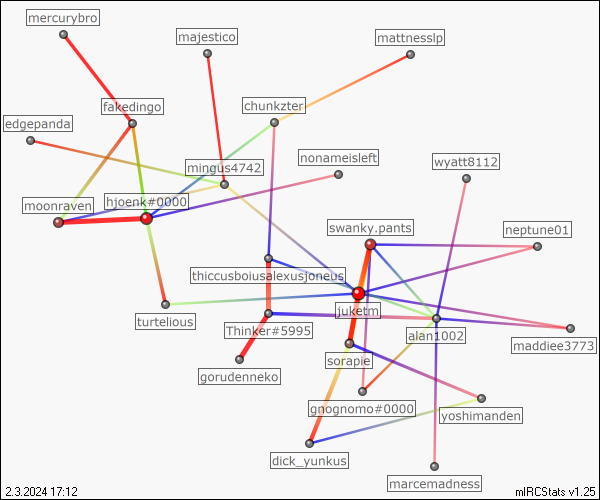 mercurybro
majestico
mattnesslp
fakedingo
chunkzter
edgepanda
mingus4742
nonameisleft
wyatt8112
moonraven
hjoenk#0000
swanky.pants
neptune01
thiccusboiusalexusjoneus
juketm
turtelious
Thinker#5995
alan1002
maddiee3773
sorapie
gorudenneko
gnognomo#0000
yoshimanden
dick_yunkus
marcemadness
2.3.2024 17:12
mIRCStats v1.25